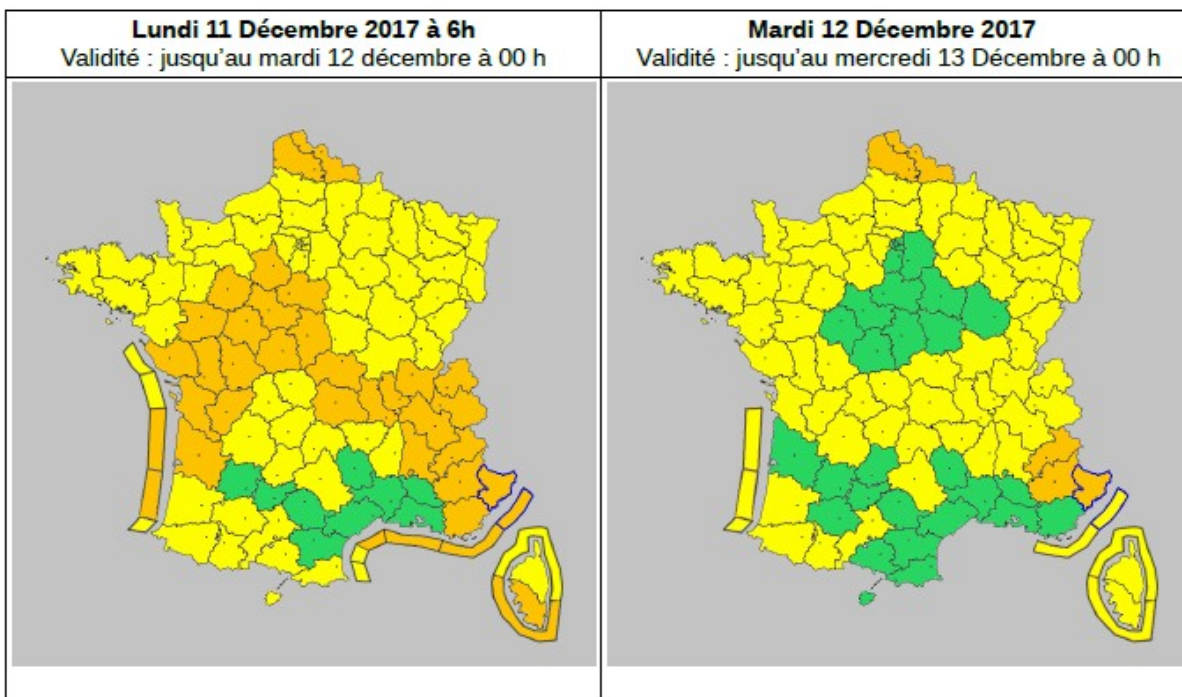 Lundi 11 Décembre 2017 à 6h
Validité : jusqu'au mardi 12 décembre à 00 h
Mardi 12 Décembre 2017
Validité : jusqu'au mercredi 13 Décembre à 00 h